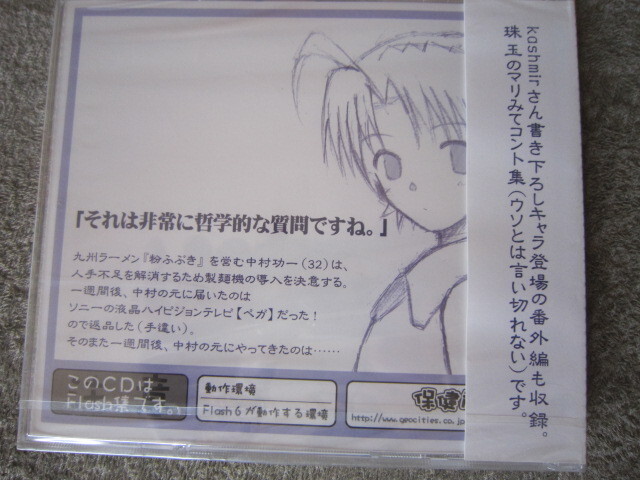 kashmirさん書き下ろしキャラ登場の番外編も収録。
珠玉のマリみてコント集(ウソとは言い切れない)です。
「それは非常に哲学的な質問ですね。」
九州ラーメン『粉ふぶき』を営む中村功一(32)は、
人手不足を解消するため製麺機の導入を決意する。
一週間後、中村の元に届いたのは
ソニーの液晶ハイビジョンテレビ【ベガ】だった！
ので返品した(手違い)。
そのまた一週間後、中村の元にやってきたのは……
このCDは
Flash集です。
動作環境
Flash6が動作する環境
保健
http://www.geocities.co.jp